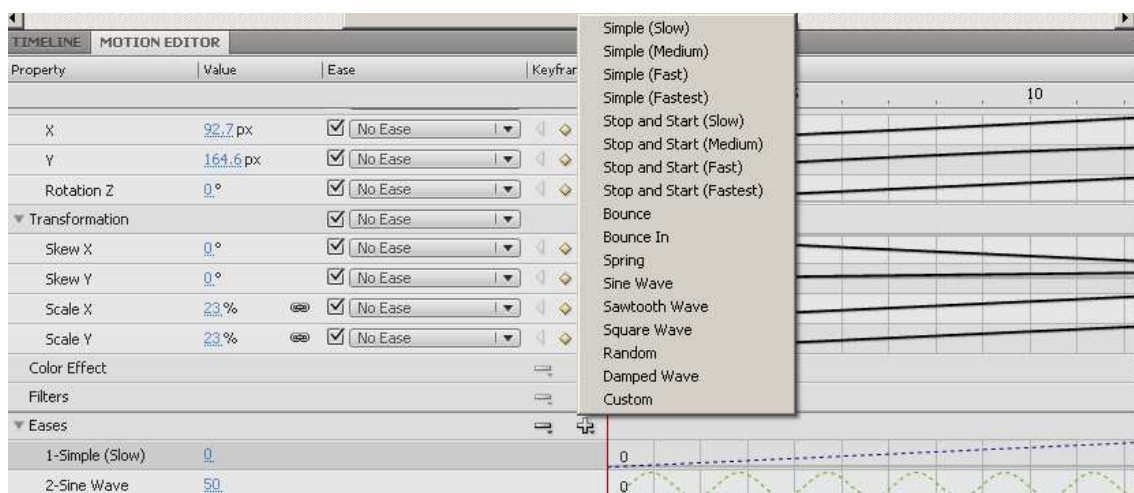 TIMELINE MOTION EDITOR
Property Value Ease Keyfran
10
X 92.7 px No Ease
Y 164.6 px No Ease
Rotation Z 0° No Ease
Transformation No Ease
Skew X 0° No Ease
Skew Y 0° No Ease
Scale X 23 % No Ease
Scale Y 23 % No Ease
Color Effect
Filters
Eases
1-Simple (Slow) 0 0
2-Sine Wave 50 0
Simple (Slow)
Simple (Medium)
Simple (Fast)
Simple (Fastest)
Stop and Start (Slow)
Stop and Start (Medium)
Stop and Start (Fast)
Stop and Start (Fastest)
Bounce
Bounce In
Spring
Sine Wave
Sawtooth Wave
Square Wave
Random
Damped Wave
Custom